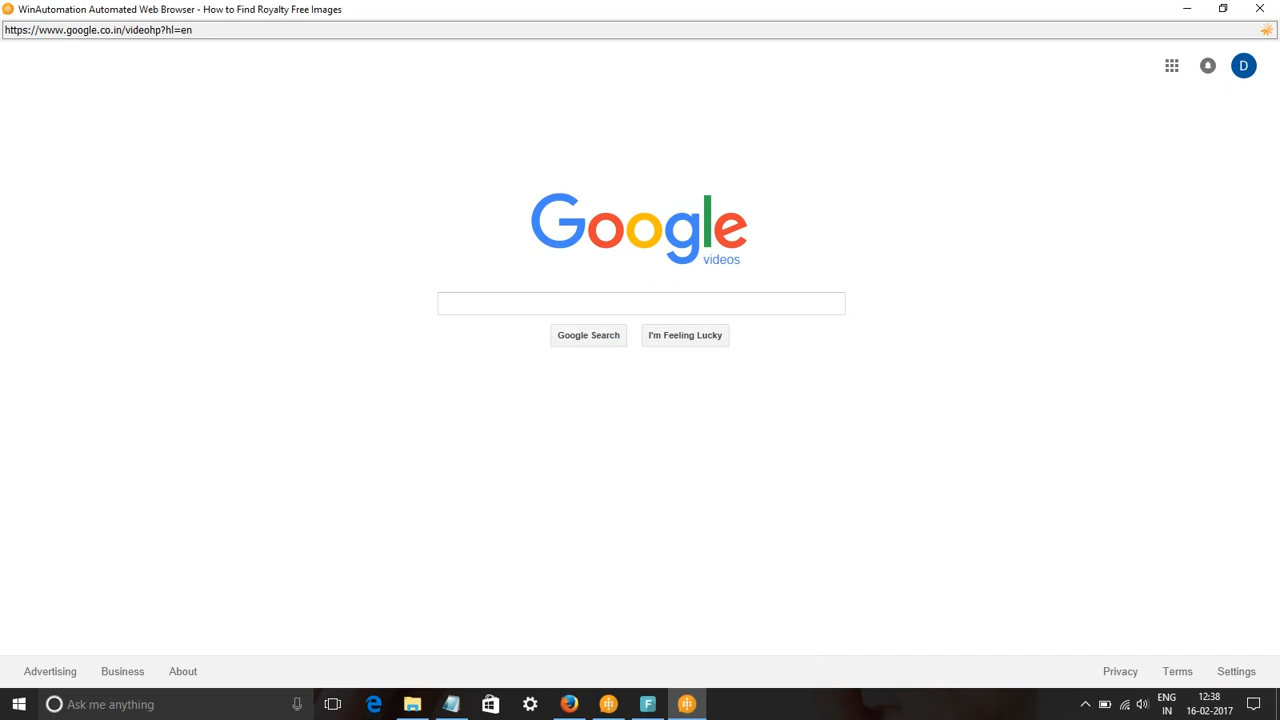 WinAutomation Automated Web Browser - How to Find Royalty Free Images
https://www.google.co.in/videohp?hl=en
D
Google
videos
Google Search I'm Feeling Lucky
Advertising Business About Privacy Terms Settings
Ask me anything
ENG 12:38
IN 16-02-2017